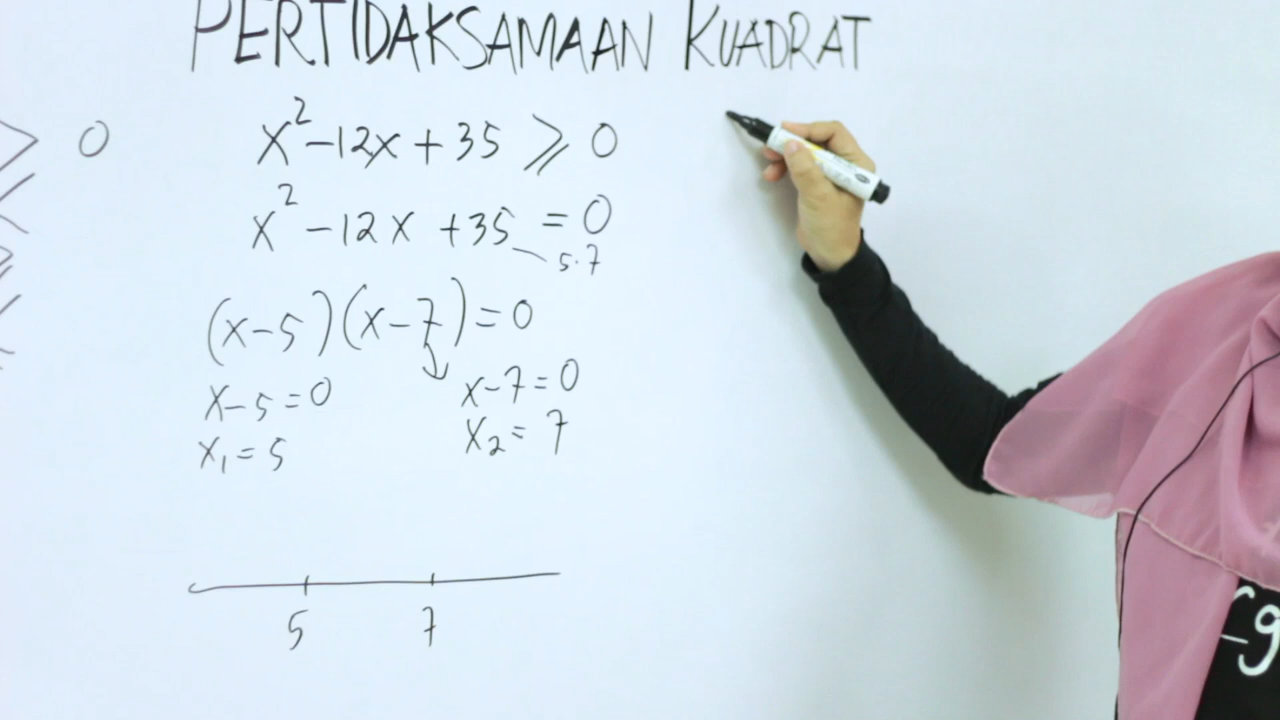 PERTIDAKSAMAAN KUADRAT
0
x² - 12x + 35 ≥ 0
x² - 12x + 35 = 0
5.7
(x - 5)(x - 7) = 0
x - 5 = 0
x₁ = 5
x - 7 = 0
x₂ = 7
5 7